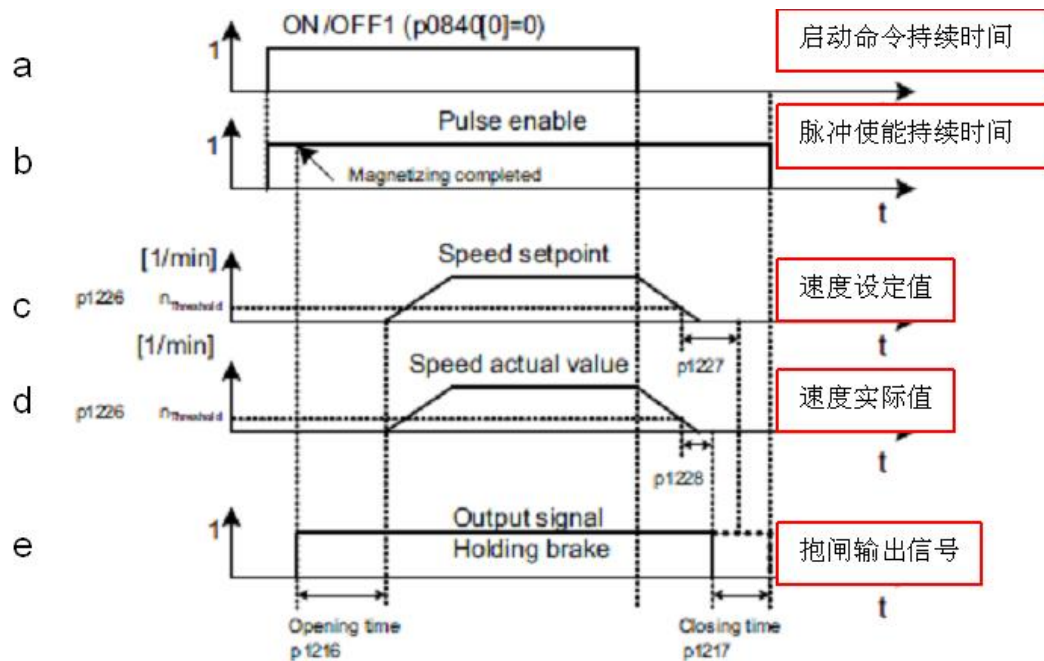 ON/OFF1 (p0840[0]=0)
启动命令持续时间
a
1
t
Pulse enable
脉冲使能持续时间
b
1
Magnetizing completed
t
[1/min]
Speed setpoint
速度设定值
c
p1226
nThreshold
t
[1/min]
p1227
Speed actual value
速度实际值
d
p1226
nThreshold
t
p1228
Output signal
e
1
Holding brake
抱闸输出信号
t
Opening time
p1216
Closing time
p1217